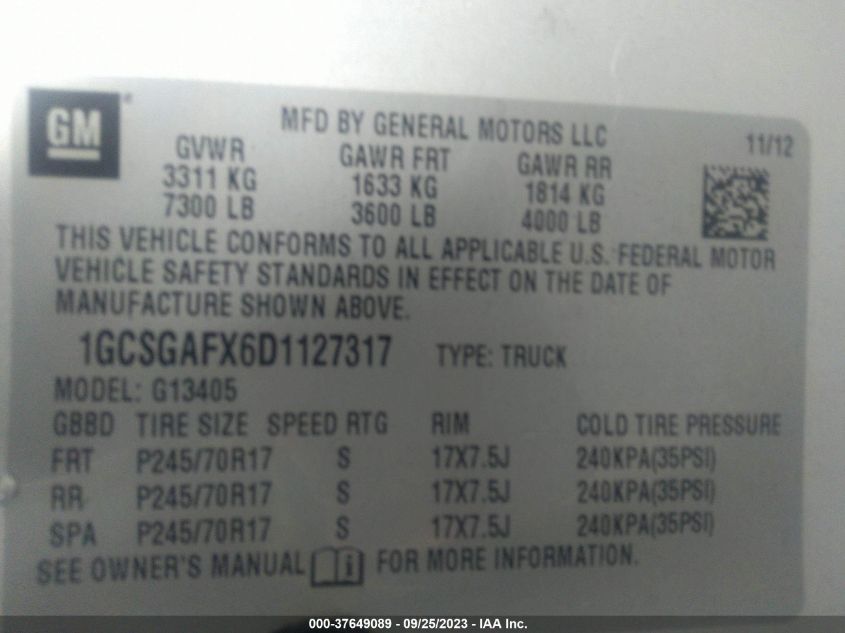 GM
MFD BY GENERAL MOTORS LLC
11/12
GVWR GAWR FRT GAWR RR
3311 KG 1633 KG 1814 KG
7300 LB 3600 LB 4000 LB
THIS VEHICLE CONFORMS TO ALL APPLICABLE U.S. FEDERAL MOTOR
VEHICLE SAFETY STANDARDS IN EFFECT ON THE DATE OF
MANUFACTURE SHOWN ABOVE.
1GCSGAFX6D1127317 TYPE: TRUCK
MODEL: G13405
GBBD TIRE SIZE SPEED RTG RIM COLD TIRE PRESSURE
FRT P245/70R17 S 17X7.5J 240KPA(35PSI)
RR P245/70R17 S 17X7.5J 240KPA(35PSI)
SPA P245/70R17 S 17X7.5J 240KPA(35PSI)
SEE OWNER'S MANUAL i FOR MORE INFORMATION.
000-37649089 - 09/25/2023 - IAA Inc.